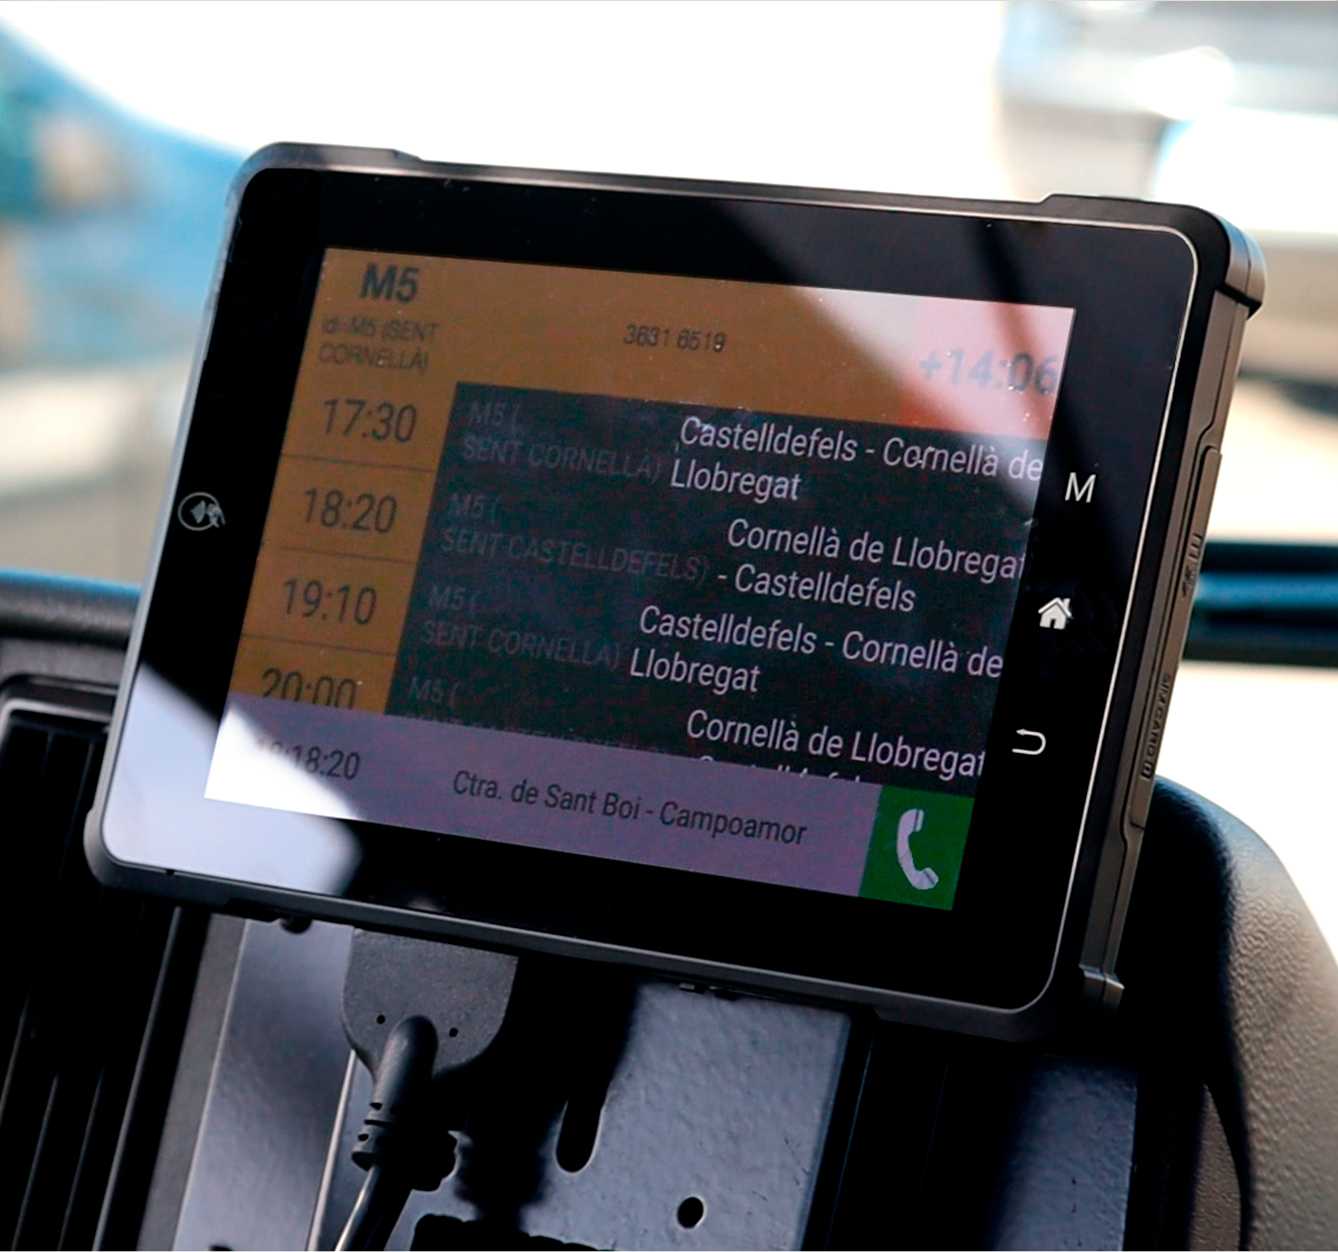 M5
id=M5 (SENT
CORNELLÀ)
3631 6519
+14:06
17:30
M5 (
SENT CORNELLÀ)
Castelldefels - Cornellà de
Llobregat
18:20
M5 (
SENT CASTELLDEFELS)
Cornellà de Llobregat
- Castelldefels
19:10
M5 (
SENT CORNELLÀ)
Castelldefels - Cornellà de
Llobregat
20:00
M5 (
Cornellà de Llobregat
18:20
Ctra. de Sant Boi - Campoamor
M
SIM CARD